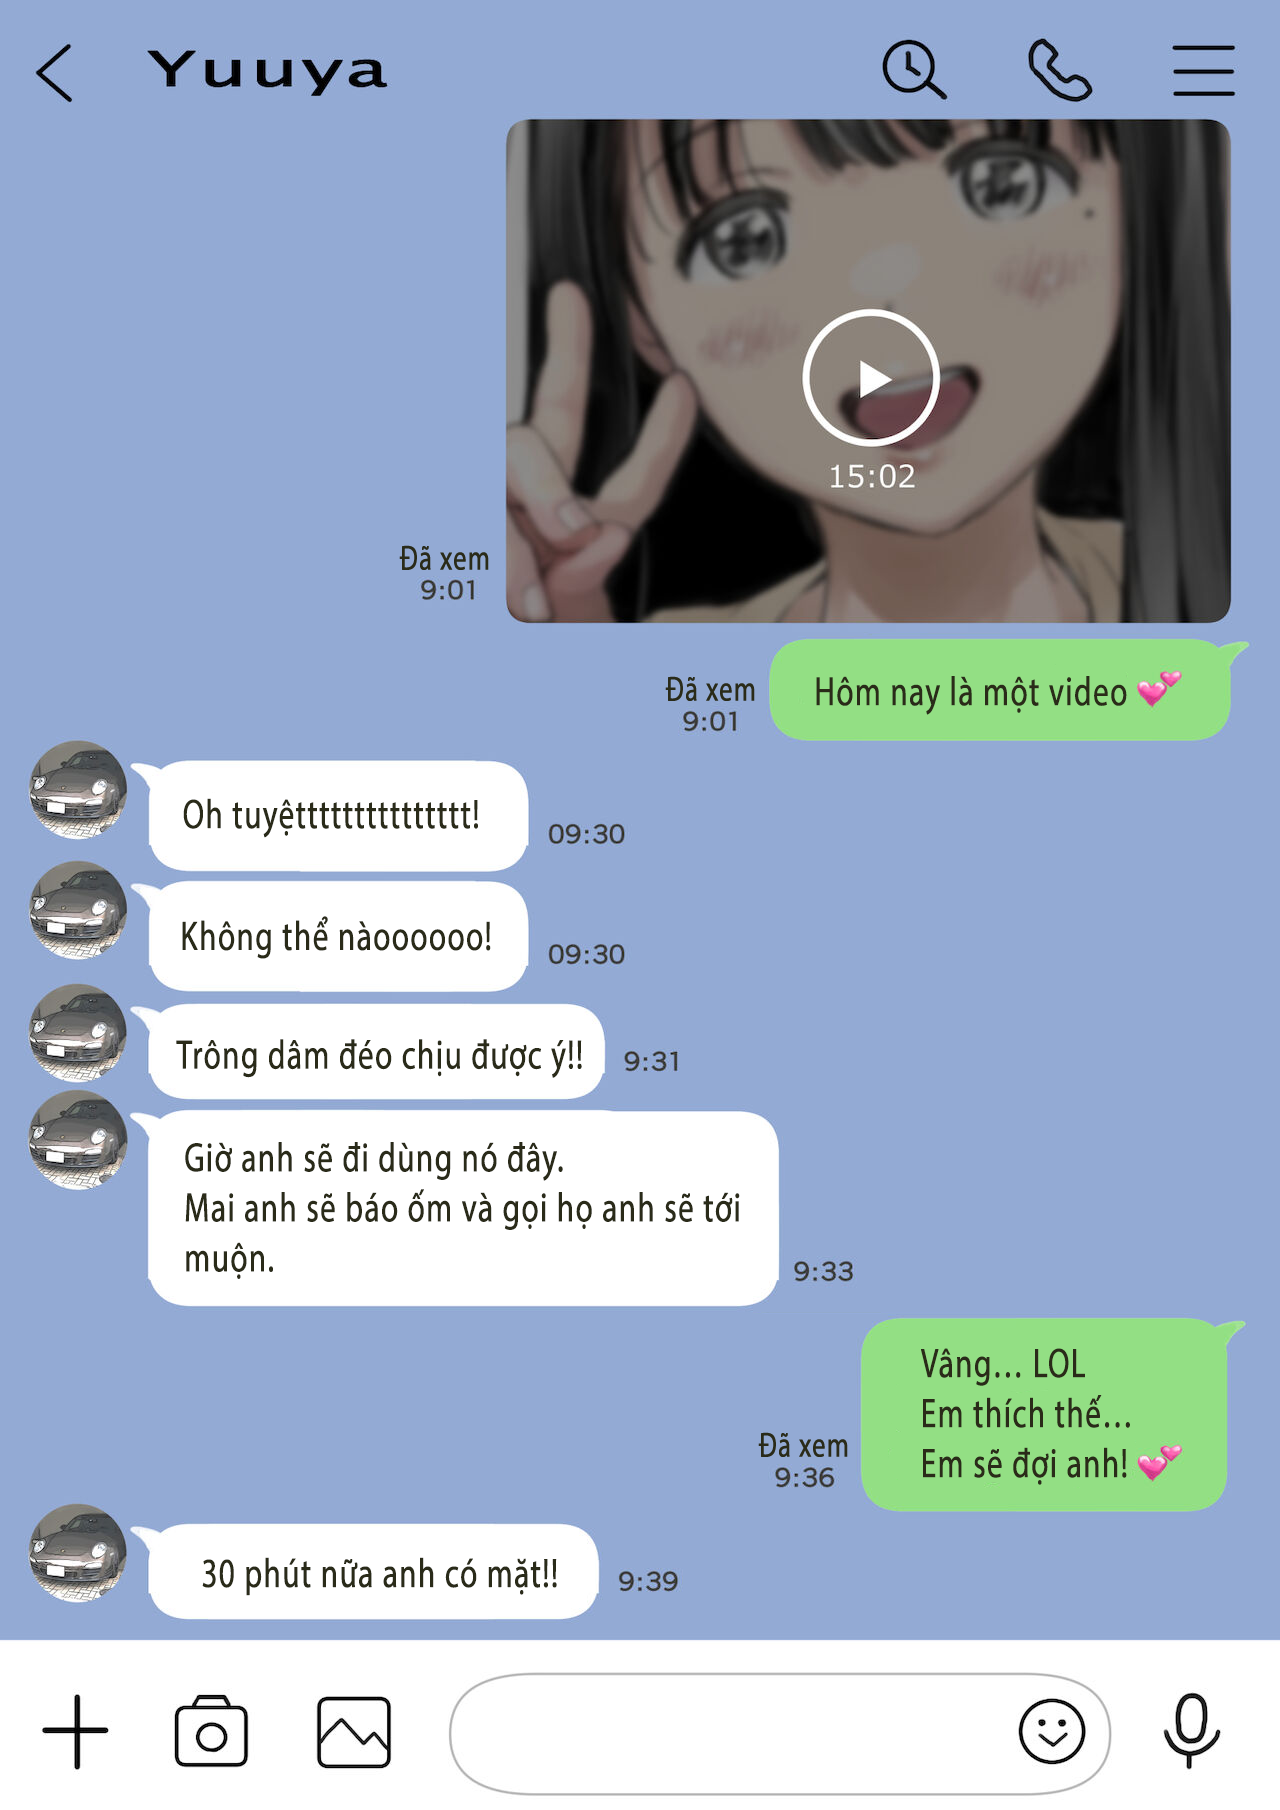 Yuuya
15:02
Đã xem
9:01
Hôm nay là một video 💕
Đã xem
9:01
Oh tuyệttttttttttttttt!
09:30
Không thể nàoooooo!
09:30
Trông dâm đéo chịu được ý!!
9:31
Giờ anh sẽ đi dùng nó đây.
Mai anh sẽ báo ốm và gọi họ anh sẽ tới
muộn.
9:33
Vâng... LOL
Em thích thế...
Em sẽ đợi anh! 💕
Đã xem
9:36
30 phút nữa anh có mặt!!
9:39